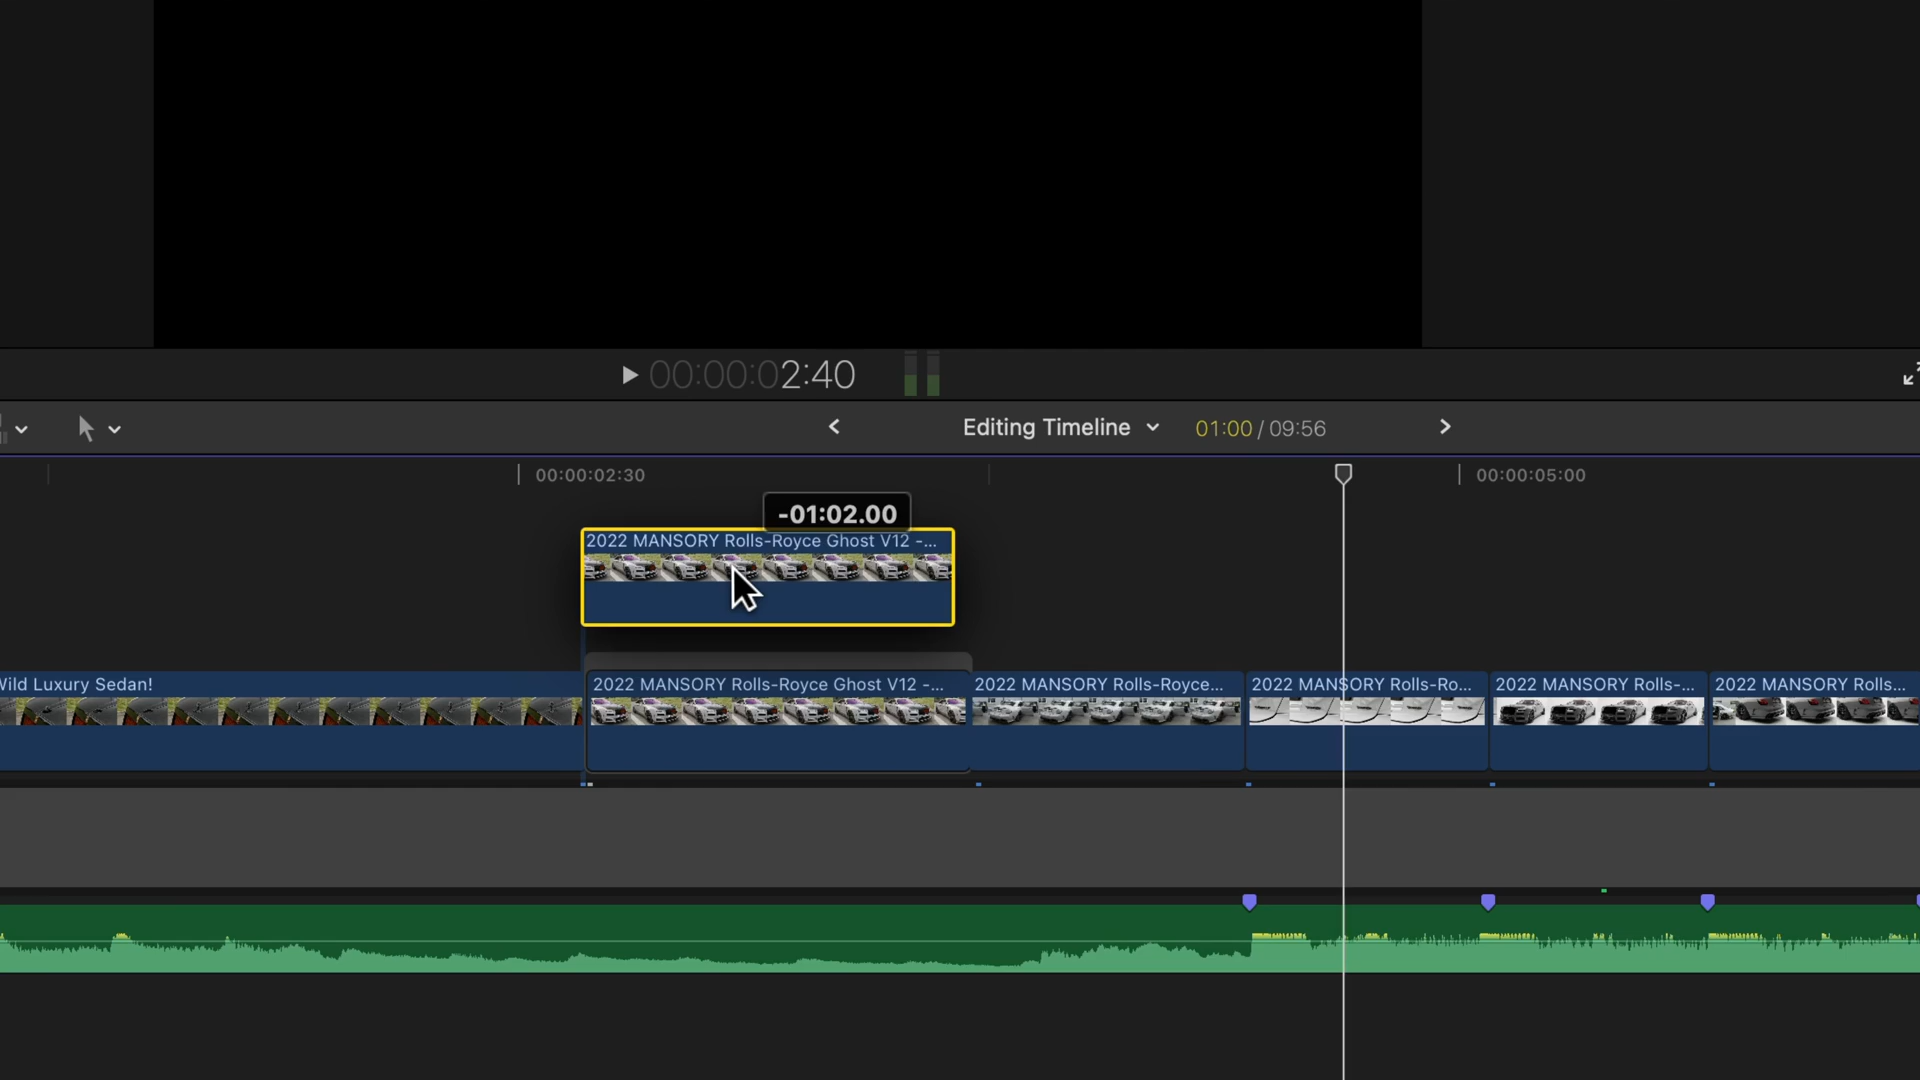 00:00:02:40
Editing Timeline
01:00 / 09:56
00:00:02:30
00:00:05:00
-01:02.00
2022 MANSORY Rolls-Royce Ghost V12 -...
Wild Luxury Sedan!
2022 MANSORY Rolls-Royce Ghost V12 -...
2022 MANSORY Rolls-Royce...
2022 MANSORY Rolls-Ro...
2022 MANSORY Rolls-...
2022 MANSORY Rolls...